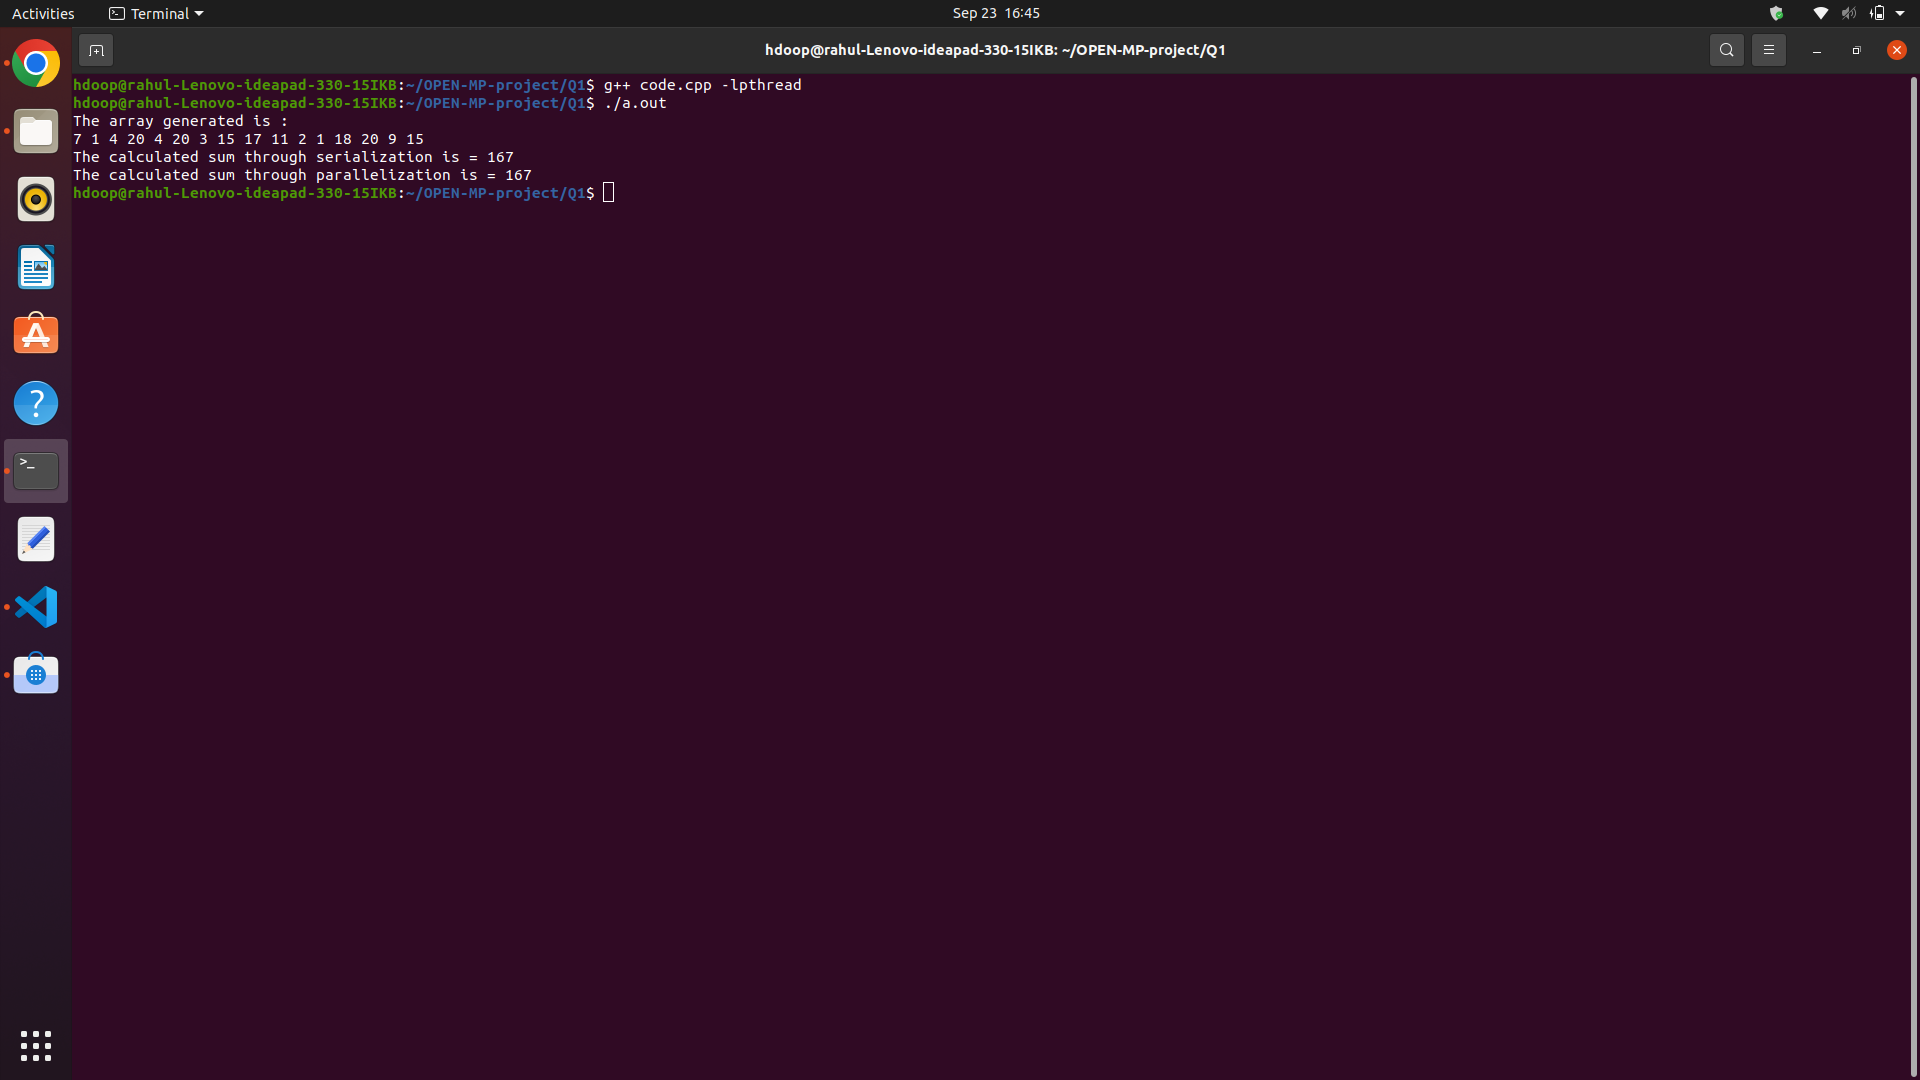 Activities
Terminal
Sep 23 16:45
hdoop@rahul-Lenovo-ideapad-330-15IKB: ~/OPEN-MP-project/Q1
hdoop@rahul-Lenovo-ideapad-330-15IKB:~/OPEN-MP-project/Q1$ g++ code.cpp -lpthread
hdoop@rahul-Lenovo-ideapad-330-15IKB:~/OPEN-MP-project/Q1$ ./a.out
The array generated is :
7 1 4 20 4 20 3 15 17 11 2 1 18 20 9 15
The calculated sum through serialization is = 167
The calculated sum through parallelization is = 167
hdoop@rahul-Lenovo-ideapad-330-15IKB:~/OPEN-MP-project/Q1$